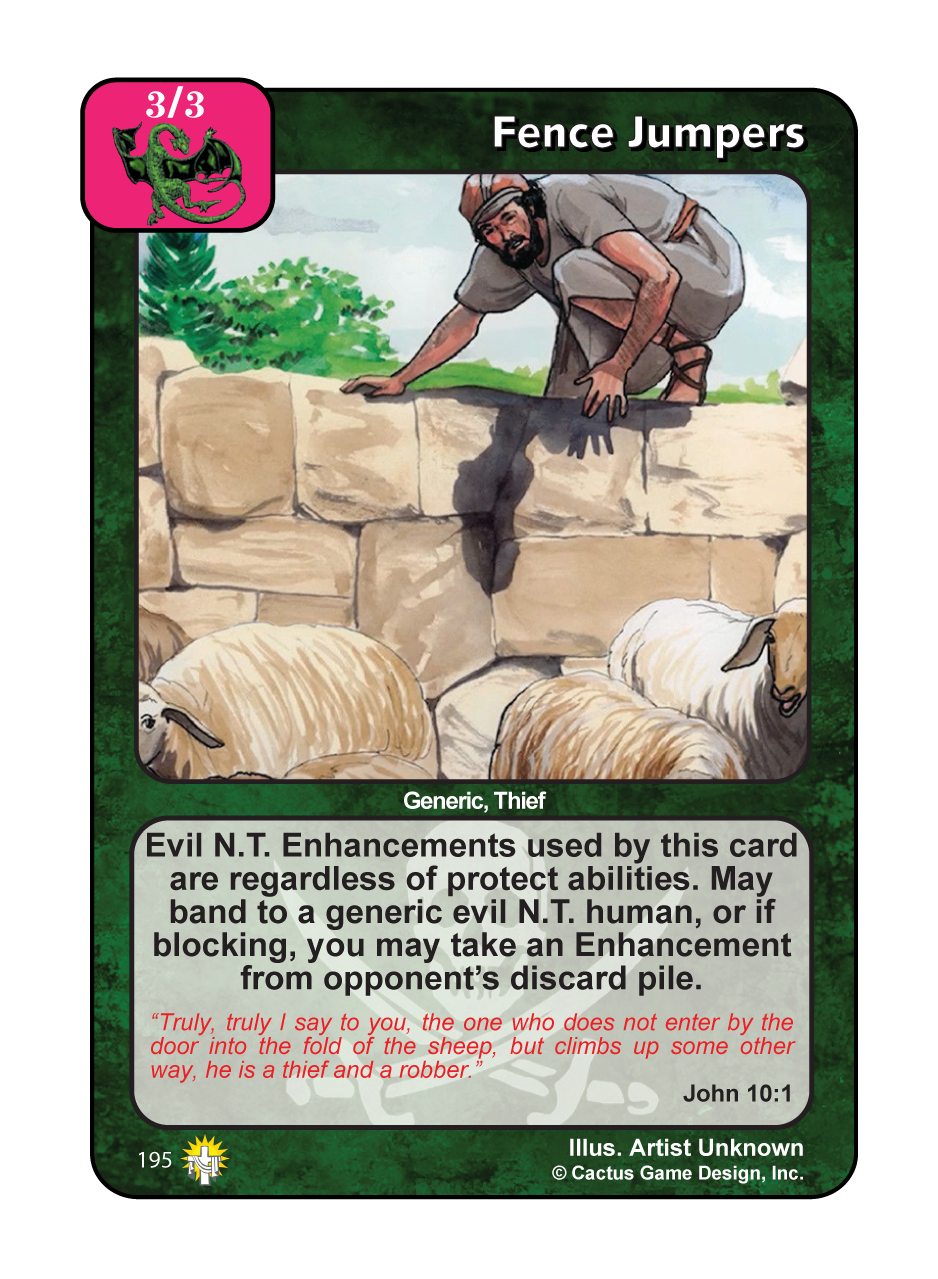 3/3
Fence Jumpers
Generic, Thief
Evil N.T. Enhancements used by this card
are regardless of protect abilities. May
band to a generic evil N.T. human, or if
blocking, you may take an Enhancement
from opponent’s discard pile.
“Truly, truly I say to you, the one who does not enter by the
door into the fold of the sheep, but climbs up some other
way, he is a thief and a robber.”
John 10:1
195
Illus. Artist Unknown
© Cactus Game Design, Inc.